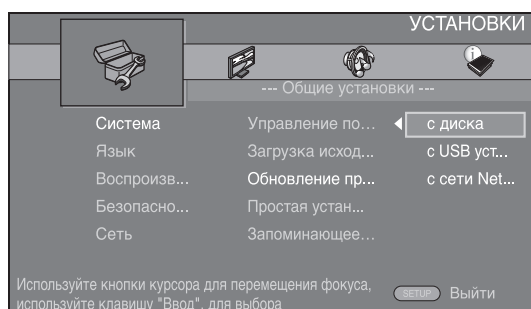 УСТАНОВКИ
--- Общие установки ---
Система
Управление по...
с диска
Язык
Загрузка исход...
с USB уст...
Воспроизв...
Обновление пр...
с сети Net...
Безопасно...
Простая устан...
Сеть
Запоминающее...
Используйте кнопки курсора для перемещения фокуса,
используйте клавишу "Ввод", для выбора
SETUP Выйти